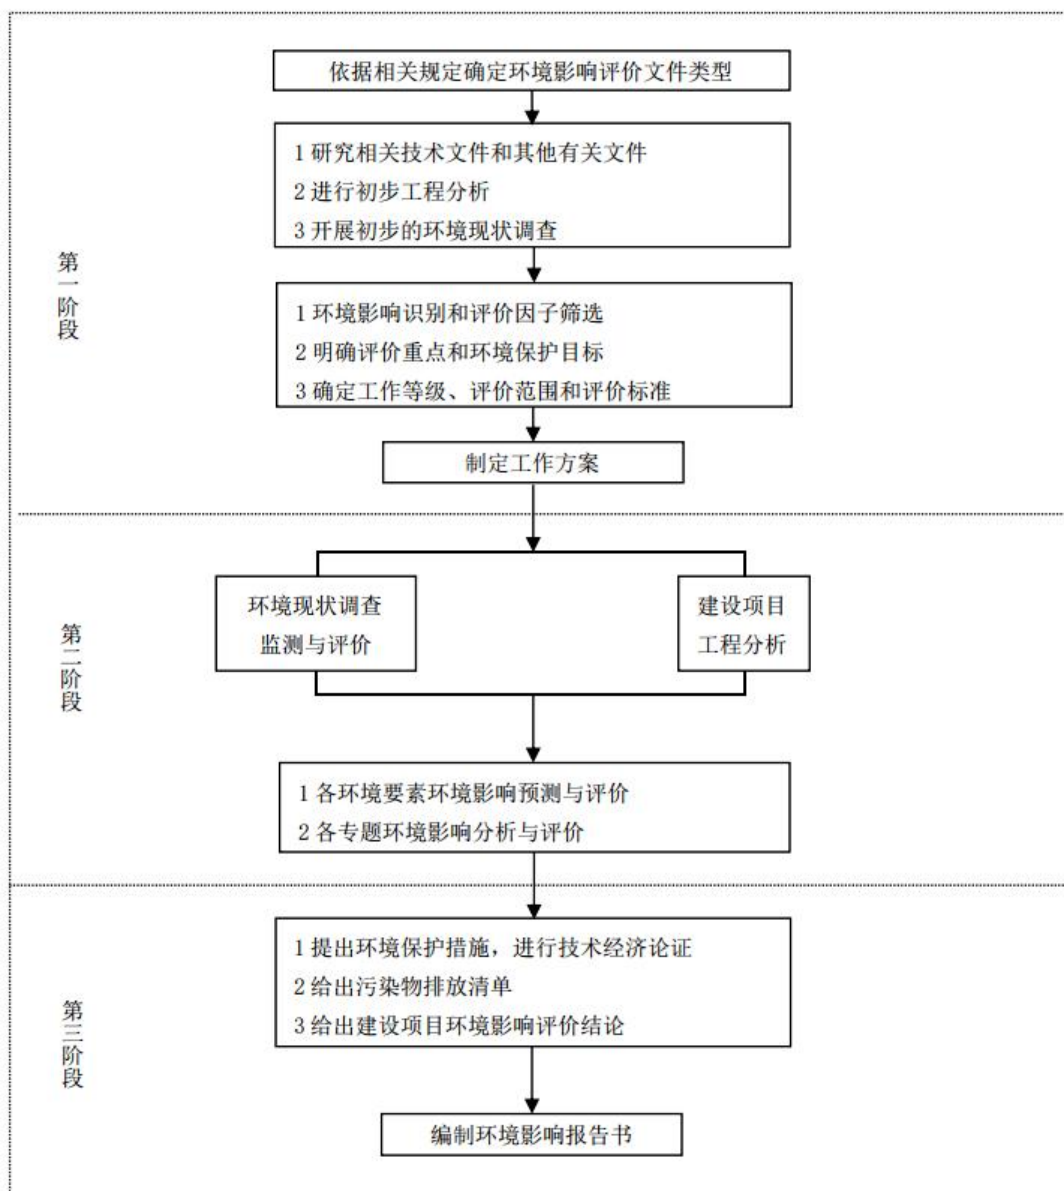 依据相关规定确定环境影响评价文件类型
1 研究相关技术文件和其他有关文件
2 进行初步工程分析
3 开展初步的环境现状调查
第一阶段
1 环境影响识别和评价因子筛选
2 明确评价重点和环境保护目标
3 确定工作等级、评价范围和评价标准
制定工作方案
环境现状调查
监测与评价
建设项目
工程分析
第二阶段
1 各环境要素环境影响预测与评价
2 各专题环境影响分析与评价
1 提出环境保护措施，进行技术经济论证
2 给出污染物排放清单
3 给出建设项目环境影响评价结论
第三阶段
编制环境影响报告书